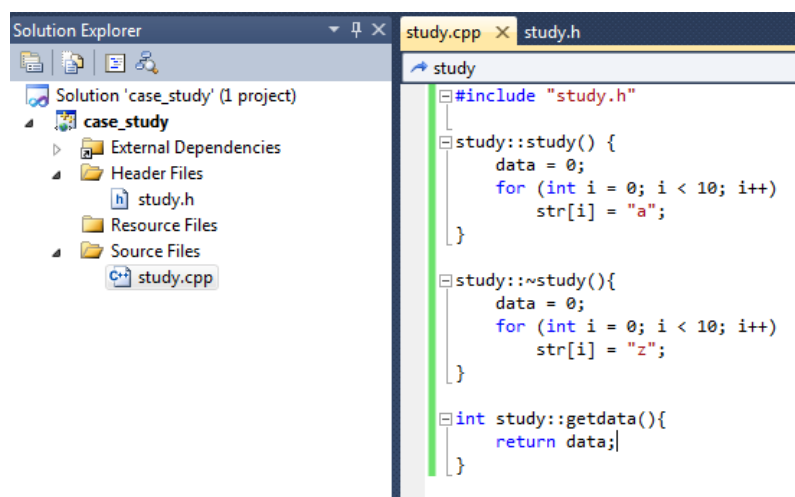 Solution Explorer
Solution 'case_study' (1 project)
case_study
External Dependencies
Header Files
study.h
Resource Files
Source Files
study.cpp
study.cpp study.h
study
#include "study.h"
study::study() {
data = 0;
for (int i = 0; i < 10; i++)
str[i] = "a";
}
study::~study(){
data = 0;
for (int i = 0; i < 10; i++)
str[i] = "z";
}
int study::getdata(){
return data;
}